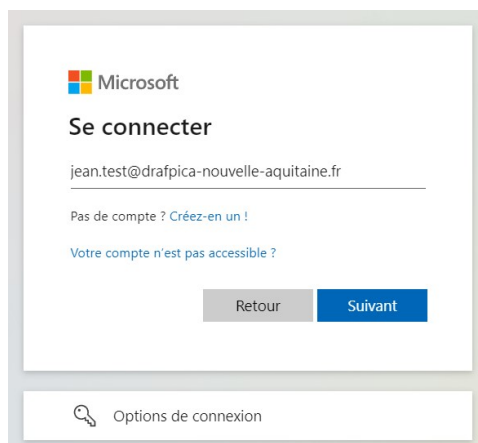 Microsoft
Se connecter
jean.test@drafpica-nouvelle-aquitaine.fr
Pas de compte ? Créez-en un !
Votre compte n'est pas accessible ?
Retour Suivant
Options de connexion